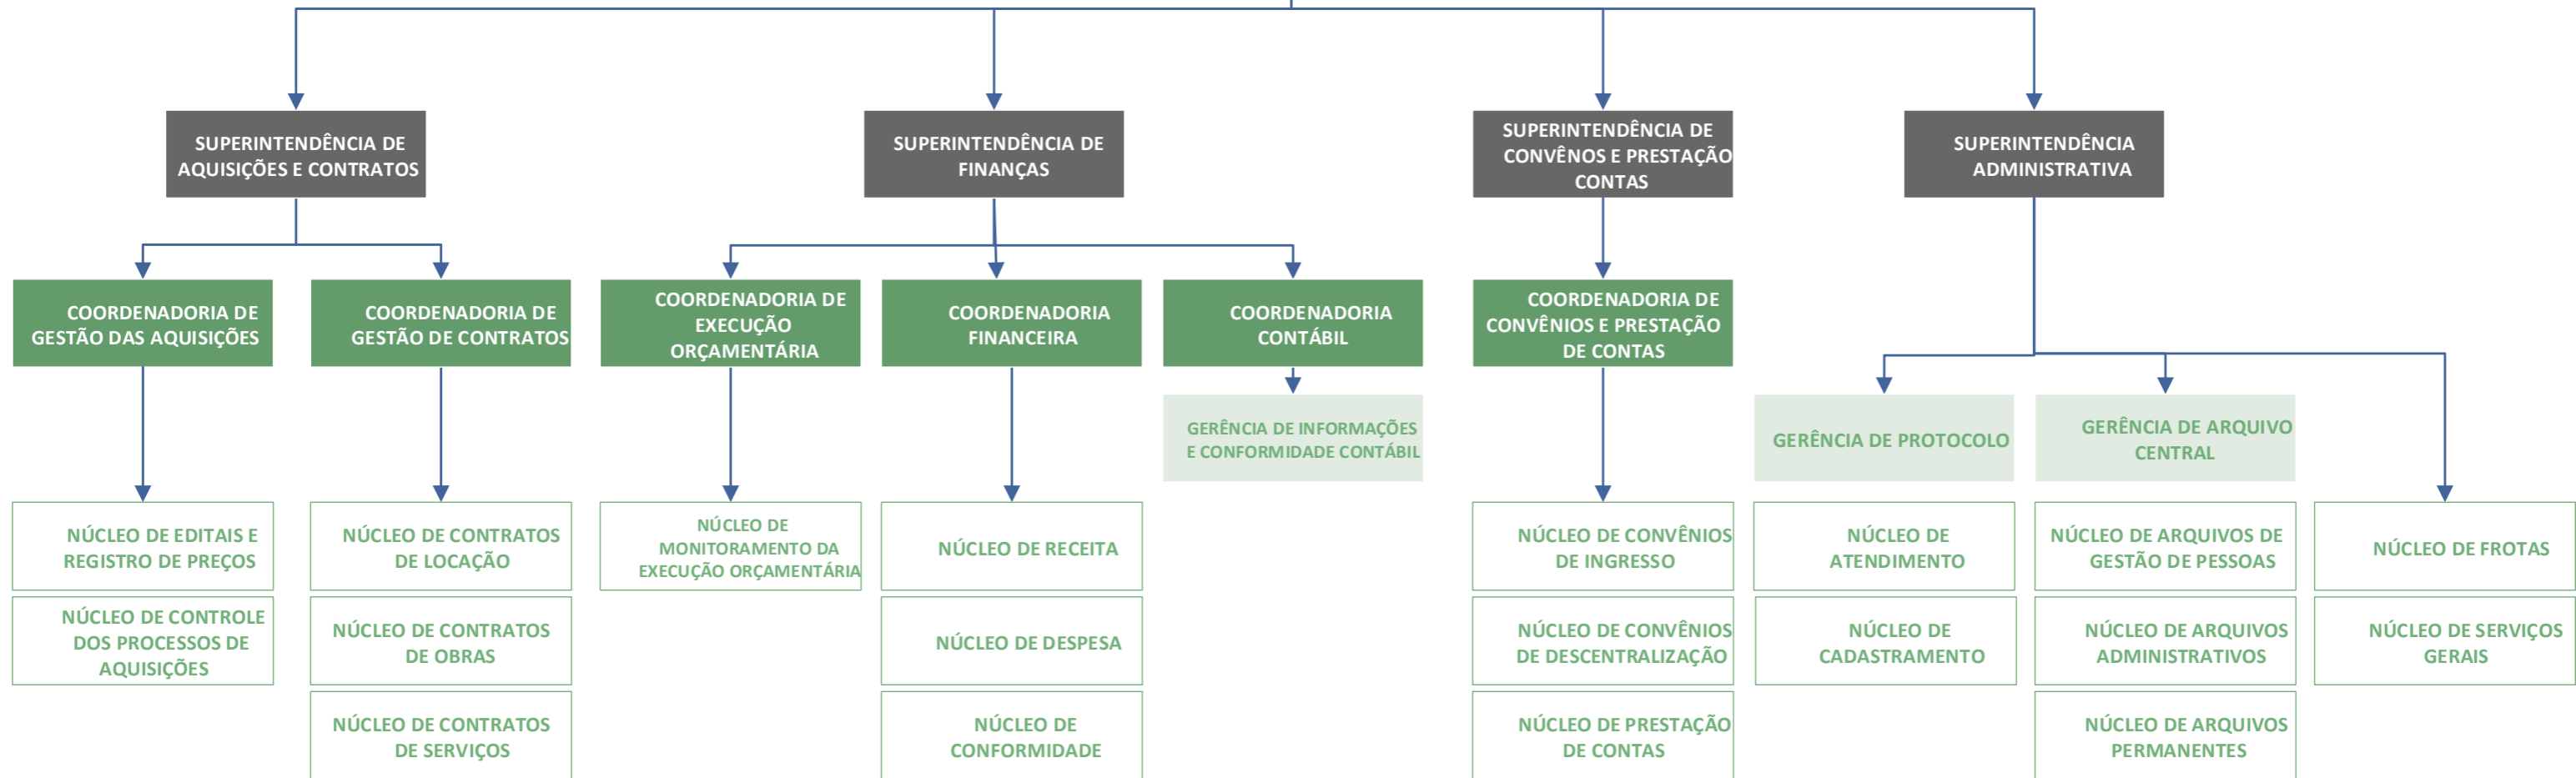 SUPERINTENDÊNCIA DE
AQUISIÇÕES E CONTRATOS
SUPERINTENDÊNCIA DE
FINANÇAS
SUPERINTENDÊNCIA DE
CONVÊNOS E PRESTAÇÃO
CONTAS
SUPERINTENDÊNCIA
ADMINISTRATIVA
COORDENADORIA DE
GESTÃO DAS AQUISIÇÕES
COORDENADORIA DE
GESTÃO DE CONTRATOS
COORDENADORIA DE
EXECUÇÃO
ORÇAMENTÁRIA
COORDENADORIA
FINANCEIRA
COORDENADORIA
CONTÁBIL
COORDENADORIA DE
CONVÊNIOS E PRESTAÇÃO
DE CONTAS
GERÊNCIA DE INFORMAÇÕES
E CONFORMIDADE CONTÁBIL
GERÊNCIA DE PROTOCOLO
GERÊNCIA DE ARQUIVO
CENTRAL
NÚCLEO DE EDITAIS E
REGISTRO DE PREÇOS
NÚCLEO DE CONTRATOS
DE LOCAÇÃO
NÚCLEO DE
MONITORAMENTO DA
EXECUÇÃO ORÇAMENTÁRIA
NÚCLEO DE RECEITA
NÚCLEO DE CONVÊNIOS
DE INGRESSO
NÚCLEO DE
ATENDIMENTO
NÚCLEO DE ARQUIVOS DE
GESTÃO DE PESSOAS
NÚCLEO DE FROTAS
NÚCLEO DE CONTROLE
DOS PROCESSOS DE
AQUISIÇÕES
NÚCLEO DE CONTRATOS
DE OBRAS
NÚCLEO DE DESPESA
NÚCLEO DE CONVÊNIOS
DE DESCENTRALIZAÇÃO
NÚCLEO DE
CADASTRAMENTO
NÚCLEO DE ARQUIVOS
ADMINISTRATIVOS
NÚCLEO DE SERVIÇOS
GERAIS
NÚCLEO DE CONTRATOS
DE SERVIÇOS
NÚCLEO DE
CONFORMIDADE
NÚCLEO DE PRESTAÇÃO
DE CONTAS
NÚCLEO DE ARQUIVOS
PERMANENTES